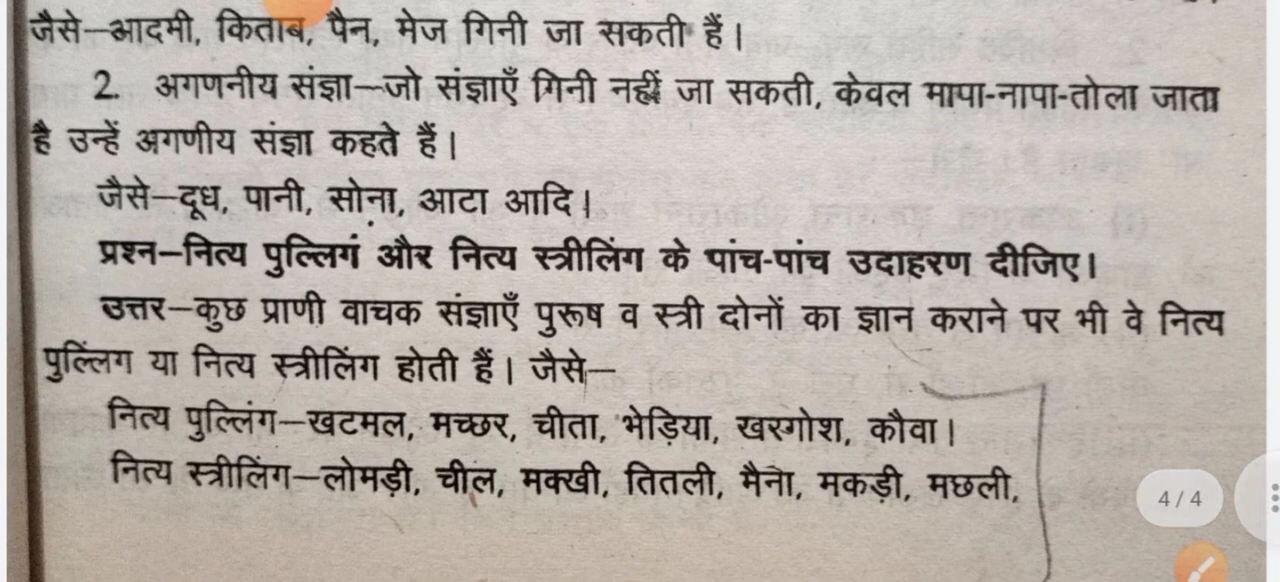 जैसे—आदमी, किताब, पैन, मेज गिनी जा सकती हैं।
2. अगणनीय संज्ञा—जो संज्ञाएँ गिनी नहीं जा सकती, केवल मापा-नापा-तोला जाता
है उन्हें अगणीय संज्ञा कहते हैं।
जैसे—दूध, पानी, सोना, आटा आदि।
प्रश्न—नित्य पुल्लिगं और नित्य स्त्रीलिंग के पांच-पांच उदाहरण दीजिए।
उत्तर—कुछ प्राणी वाचक संज्ञाएँ पुरूष व स्त्री दोनों का ज्ञान कराने पर भी वे नित्य
पुल्लिंग या नित्य स्त्रीलिंग होती हैं। जैसे—
नित्य पुल्लिंग—खटमल, मच्छर, चीता, भेड़िया, खरगोश, कौवा।
नित्य स्त्रीलिंग—लोमड़ी, चील, मक्खी, तितली, मैना, मकड़ी, मछली,
4/4